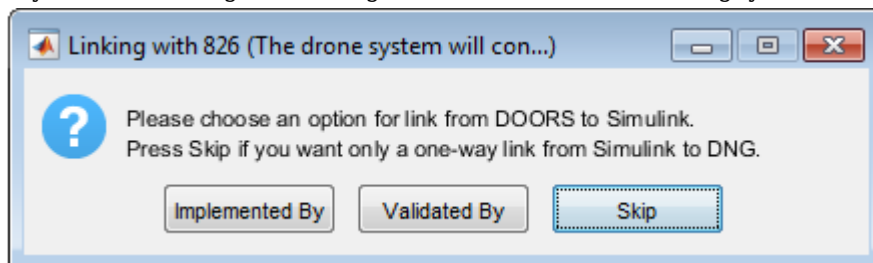 Linking with 826 (The drone system will con...)
Please choose an option for link from DOORS to Simulink.
Press Skip if you want only a one-way link from Simulink to DNG.
Implemented By Validated By Skip